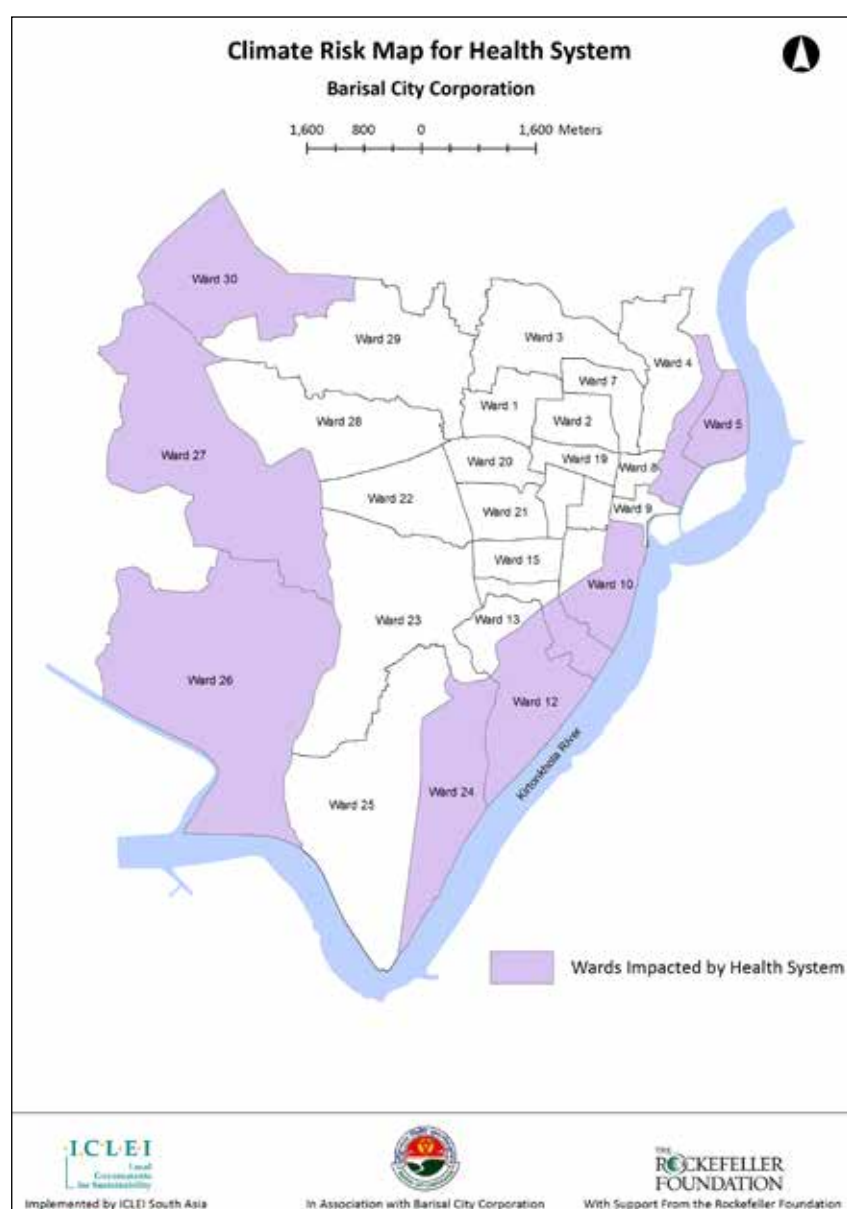 Climate Risk Map for Health System
Barisal City Corporation
1,600 800 0 1,600 Meters
Ward 30
Ward 29
Ward 3
Ward 4
Ward 7
Ward 1
Ward 2
Ward 5
Ward 28
Ward 27
Ward 20
Ward 19
Ward 8
Ward 22
Ward 21
Ward 9
Ward 15
Ward 10
Ward 23
Ward 13
Ward 26
Ward 12
Ward 24
Ward 25
Kirtonkhola River
Wards Impacted by Health System
I.C.L.E.I
Local
Governments
for Sustainability
Implemented by ICLEI South Asia
In Association with Barisal City Corporation
THE
ROCKEFELLER
FOUNDATION
With Support From the Rockefeller Foundation